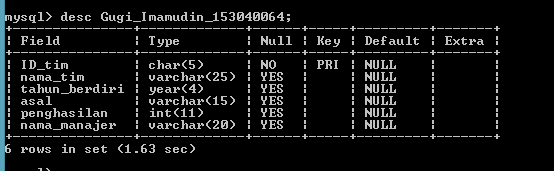 mysql> desc Gugi_Imamudin_153040064;
+--------------+-------------+------+-----+---------+-------+
| Field | Type | Null | Key | Default | Extra |
+--------------+-------------+------+-----+---------+-------+
| ID_tim | char(5) | NO | PRI | NULL | |
| nama_tim | varchar(25) | YES | | NULL | |
| tahun_berdiri | year(4) | YES | | NULL | |
| asal | varchar(15) | YES | | NULL | |
| penghasilan | int(11) | YES | | NULL | |
| nama_manajer | varchar(20) | YES | | NULL | |
+--------------+-------------+------+-----+---------+-------+
6 rows in set (1.63 sec)